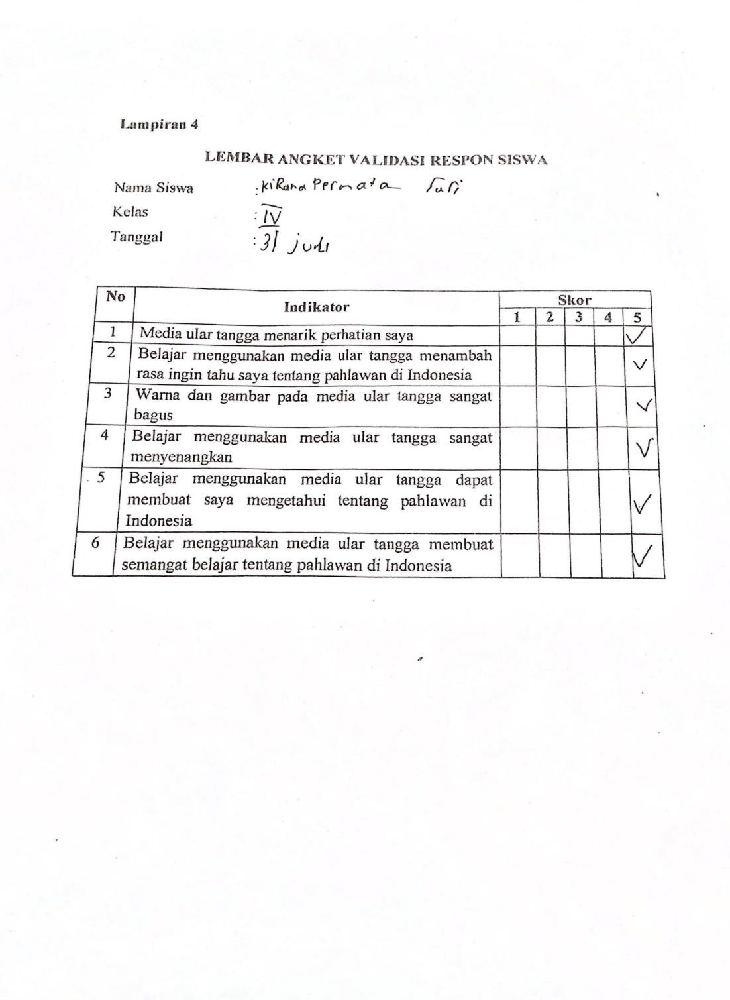 Lampiran 4
LEMBAR ANGKET VALIDASI RESPON SISWA
Nama Siswa : kiRana Permata
Kelas : IV
Tanggal : 31
No Indikator Skor
1 2 3 4 5
1 Media ular tangga menarik perhatian saya ✓
2 Belajar menggunakan media ular tangga menambah
rasa ingin tahu saya tentang pahlawan di Indonesia ✓
3 Warna dan gambar pada media ular tangga sangat
bagus ✓
4 Belajar menggunakan media ular tangga sangat
menyenangkan ✓
5 Belajar menggunakan media ular tangga dapat
membuat saya mengetahui tentang pahlawan di
Indonesia ✓
6 Belajar menggunakan media ular tangga membuat
semangat belajar tentang pahlawan di Indonesia ✓